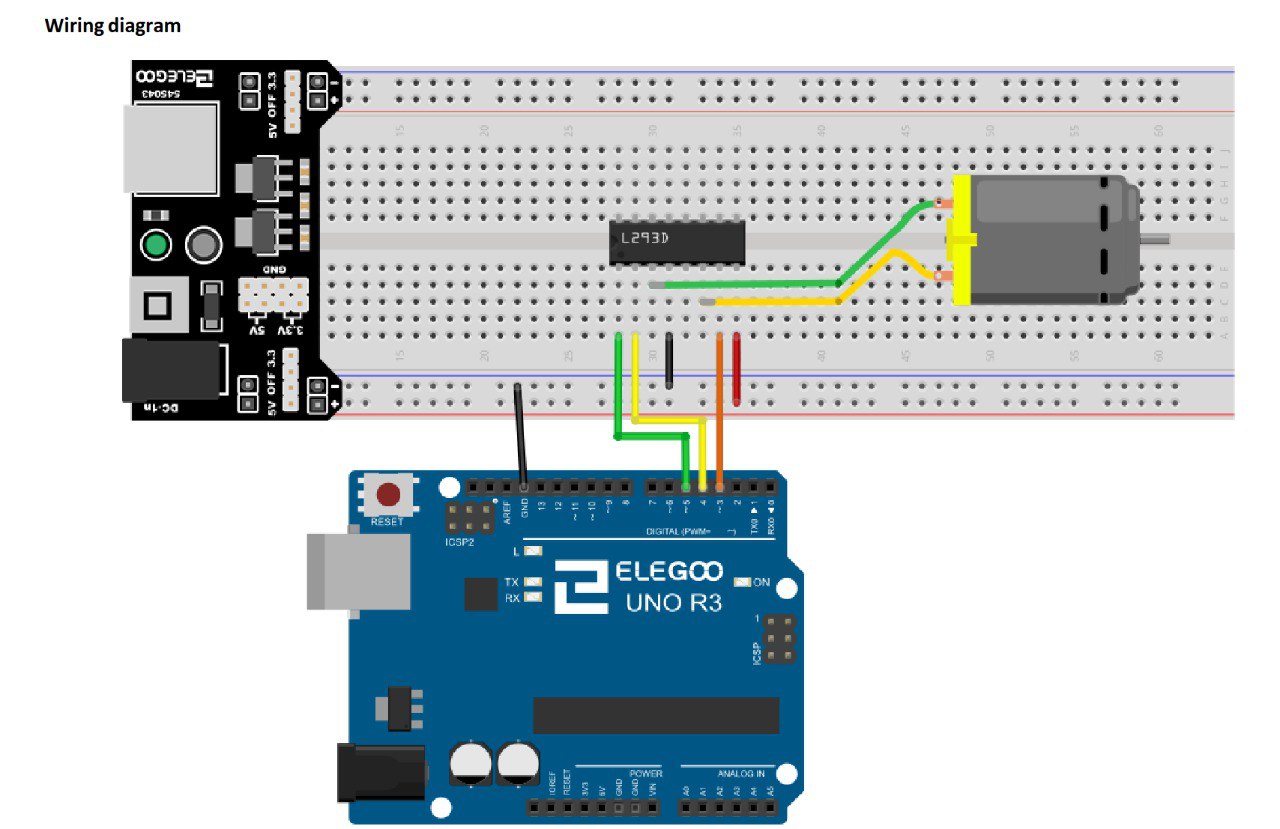 Wiring diagram
ELEGOO
545043
5V OFF 3.3
15 20 25 30 35 40 45 50 55 60
J
I
H
G
F
L293D
GND
5V 3.3V
E
D
C
B
A
15 20 25 30 35 40 45 50 55 60
5V OFF 3.3
DC-1n
RESET
ICSP2
AREF
GND
13
12
~11
~10
~9
8
7
~6
~5
4
~3
2
TX0 ▶ 1
RX0 ◀ 0
DIGITAL (PWM=
L
TX
RX
ELEGOO
UNO R3
ON
1
ICSP
POWER
ANALOG IN
IOREF
RESET
3V3
5V
GND
GND
VIN
A0
A1
A2
A3
A4
A5